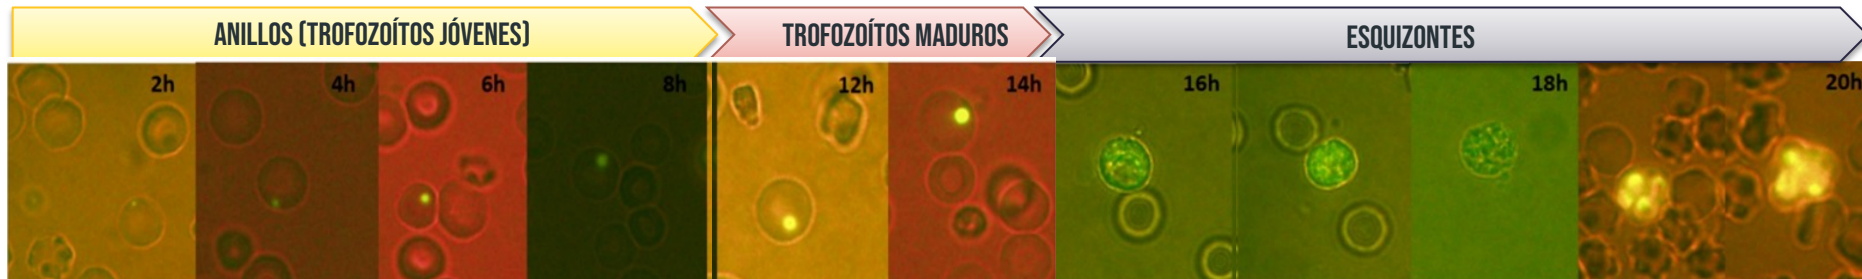 ANILLOS (TROFOZOÍTOS JÓVENES)
TROFOZOÍTOS MADUROS
ESQUIZONTES
2h
4h
6h
8h
12h
14h
16h
18h
20h